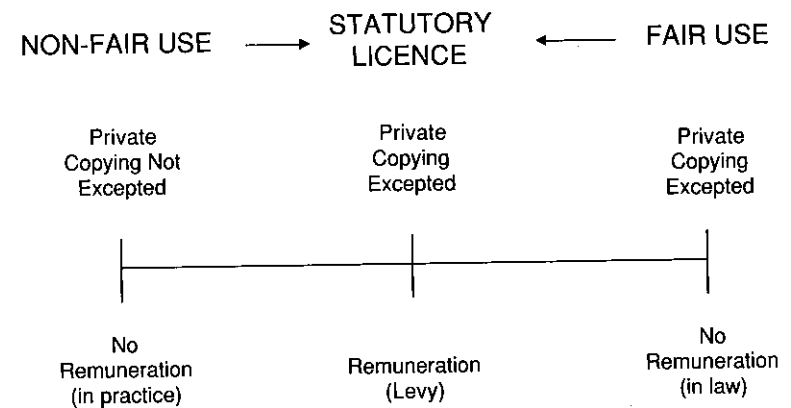 NON-FAIR USE
STATUTORY
LICENCE
FAIR USE
Private
Copying Not
Excepted
Private
Copying
Excepted
Private
Copying
Excepted
No
Remuneration
(in practice)
Remuneration
(Levy)
No
Remuneration
(in law)